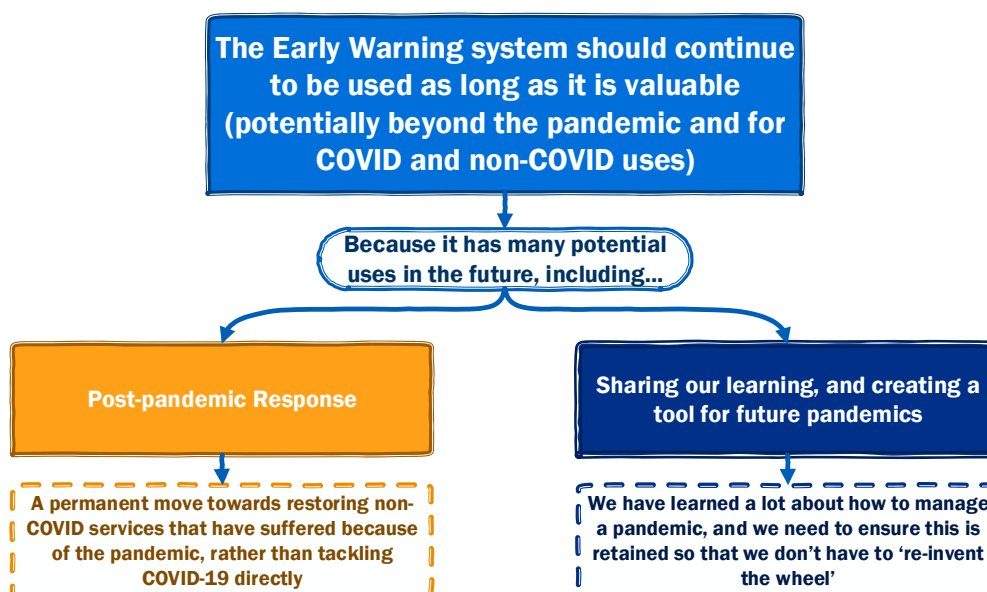 The Early Warning system should continue
to be used as long as it is valuable
(potentially beyond the pandemic and for
COVID and non-COVID uses)
Because it has many potential
uses in the future, including...
Post-pandemic Response
Sharing our learning, and creating a
tool for future pandemics
A permanent move towards restoring non-
COVID services that have suffered because
of the pandemic, rather than tackling
COVID-19 directly
We have learned a lot about how to manage
a pandemic, and we need to ensure this is
retained so that we don’t have to ‘re-invent
the wheel’